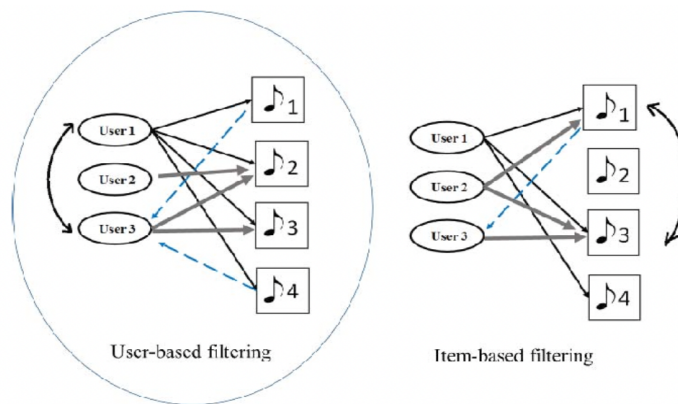 User 1
User 2
User 3
1
2
3
4
User-based filtering
User 1
User 2
User 3
1
2
3
4
Item-based filtering